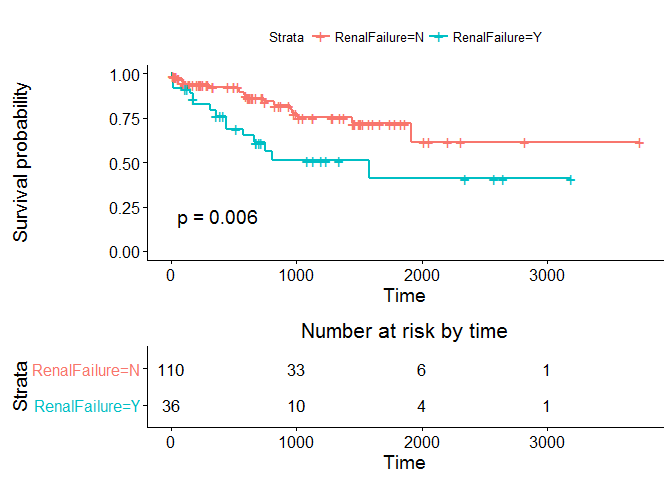 Strata RenalFailure=N RenalFailure=Y
Survival probability
1.00
0.75
0.50
0.25
0.00
p = 0.006
0 1000 2000 3000
Time
Number at risk by time
Strata
RenalFailure=N 110 33 6 1
RenalFailure=Y 36 10 4 1
0 1000 2000 3000
Time